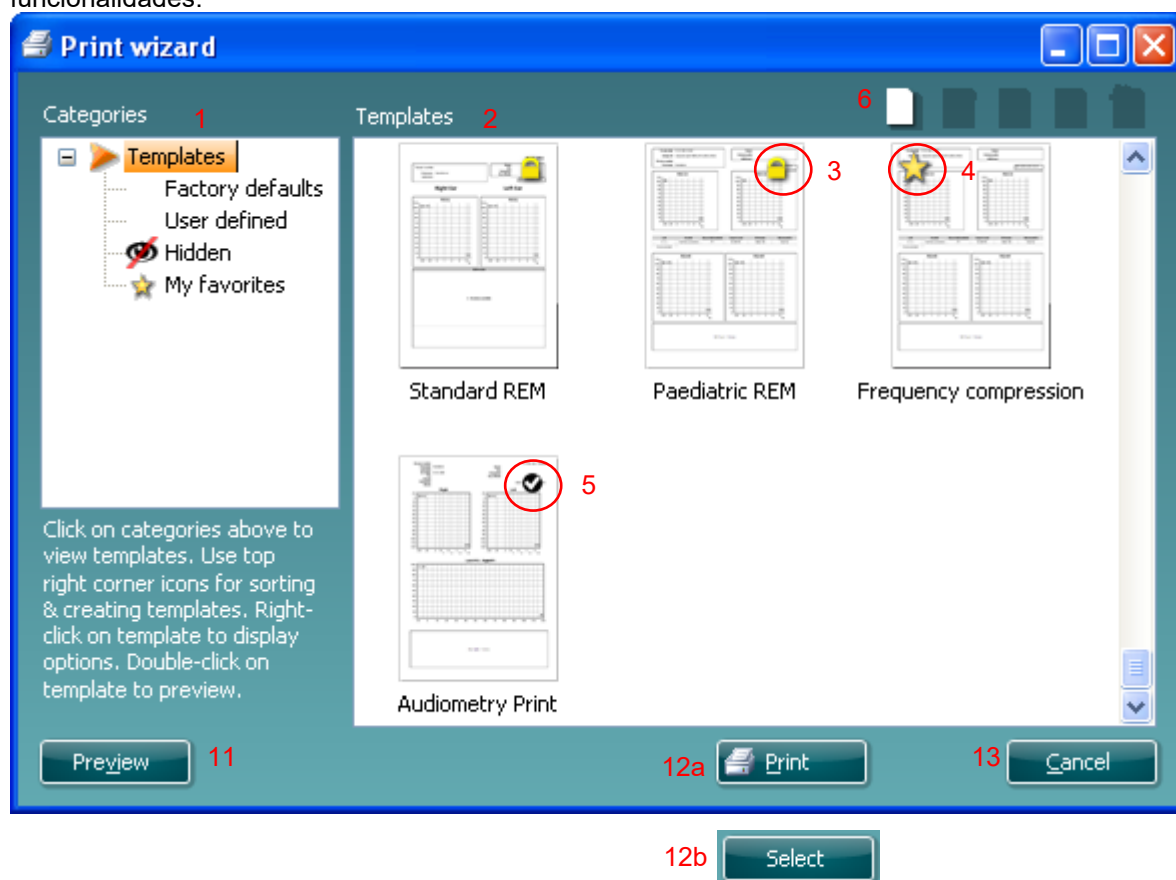 funcionalidades.
Print wizard
Categories 1
Templates 2
6
Templates
Factory defaults
User defined
Hidden
My favorites
3
4
Standard REM
Paediatric REM
Frequency compression
5
Audiometry Print
Click on categories above to
view templates. Use top
right corner icons for sorting
& creating templates. Right-
click on template to display
options. Double-click on
template to preview.
Preview 11
12a Print
13 Cancel
12b Select